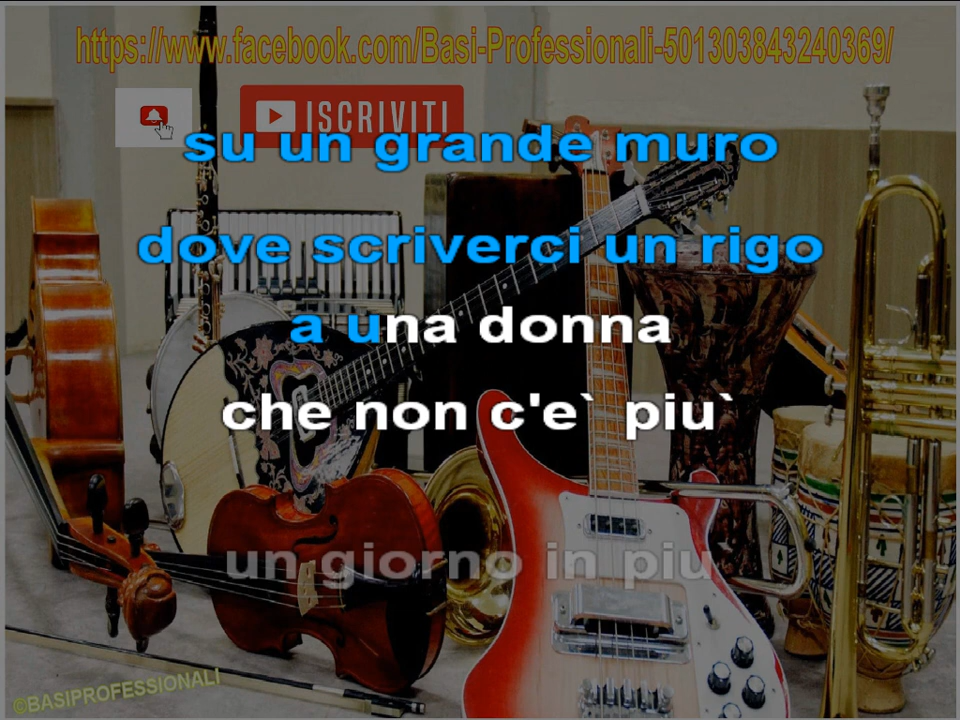 https://www.facebook.com/Basi-Professionali-501303843240369/
ISCRIVITI
su un grande muro
dove scriverci un rigo
a una donna
che non c'e` piu`
un giorno in piu`
©BASIPROFESSIONALI